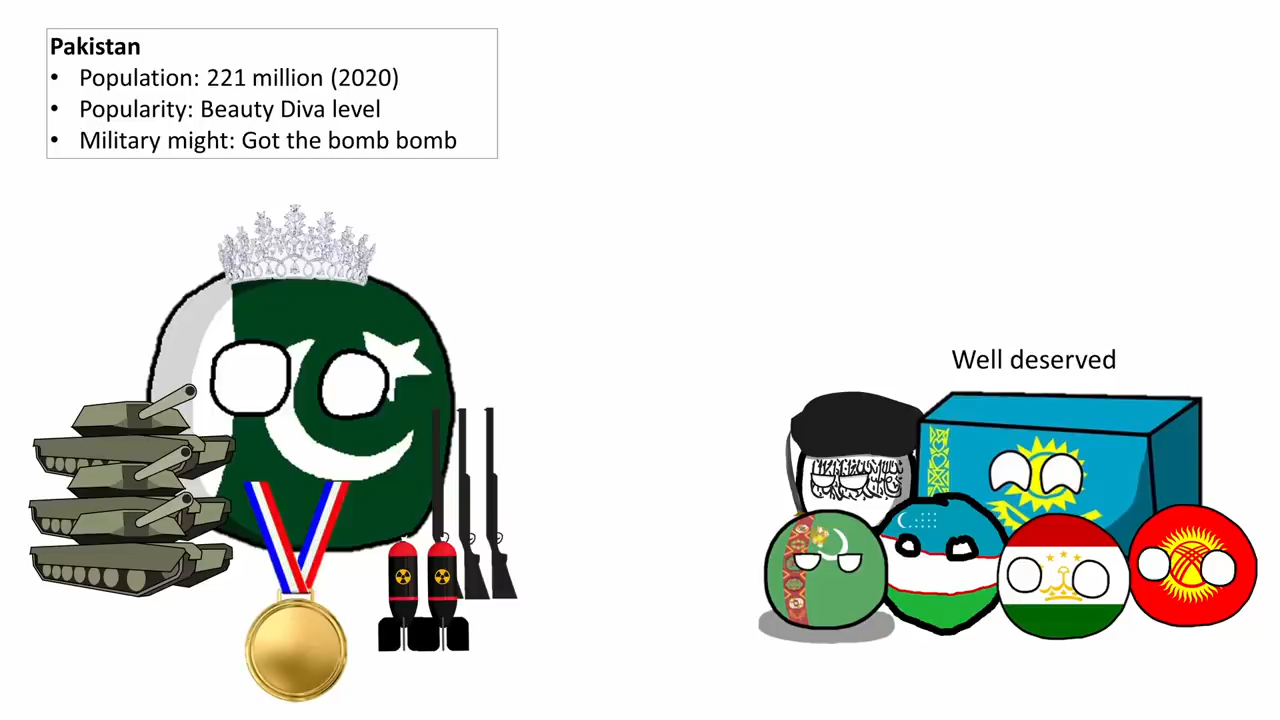 Pakistan
• Population: 221 million (2020)
• Popularity: Beauty Diva level
• Military might: Got the bomb bomb
Well deserved